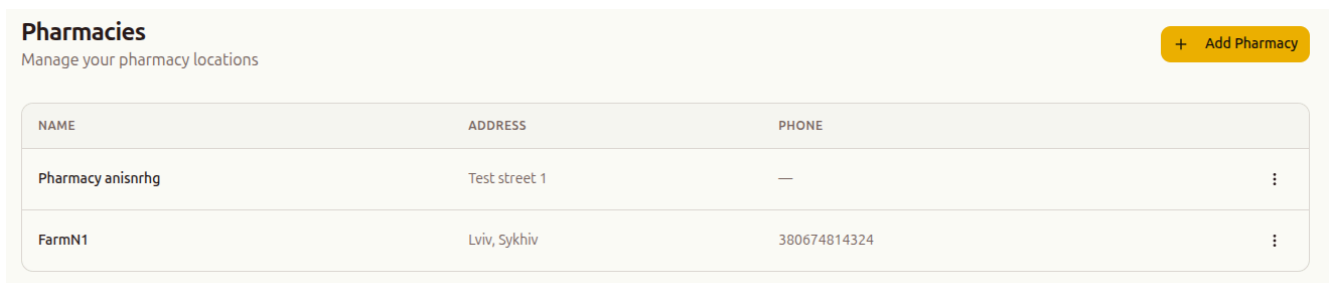 Pharmacies
Manage your pharmacy locations
+ Add Pharmacy
NAME ADDRESS PHONE
Pharmacy anisnrhg Test street 1 —
FarmN1 Lviv, Sykhiv 380674814324